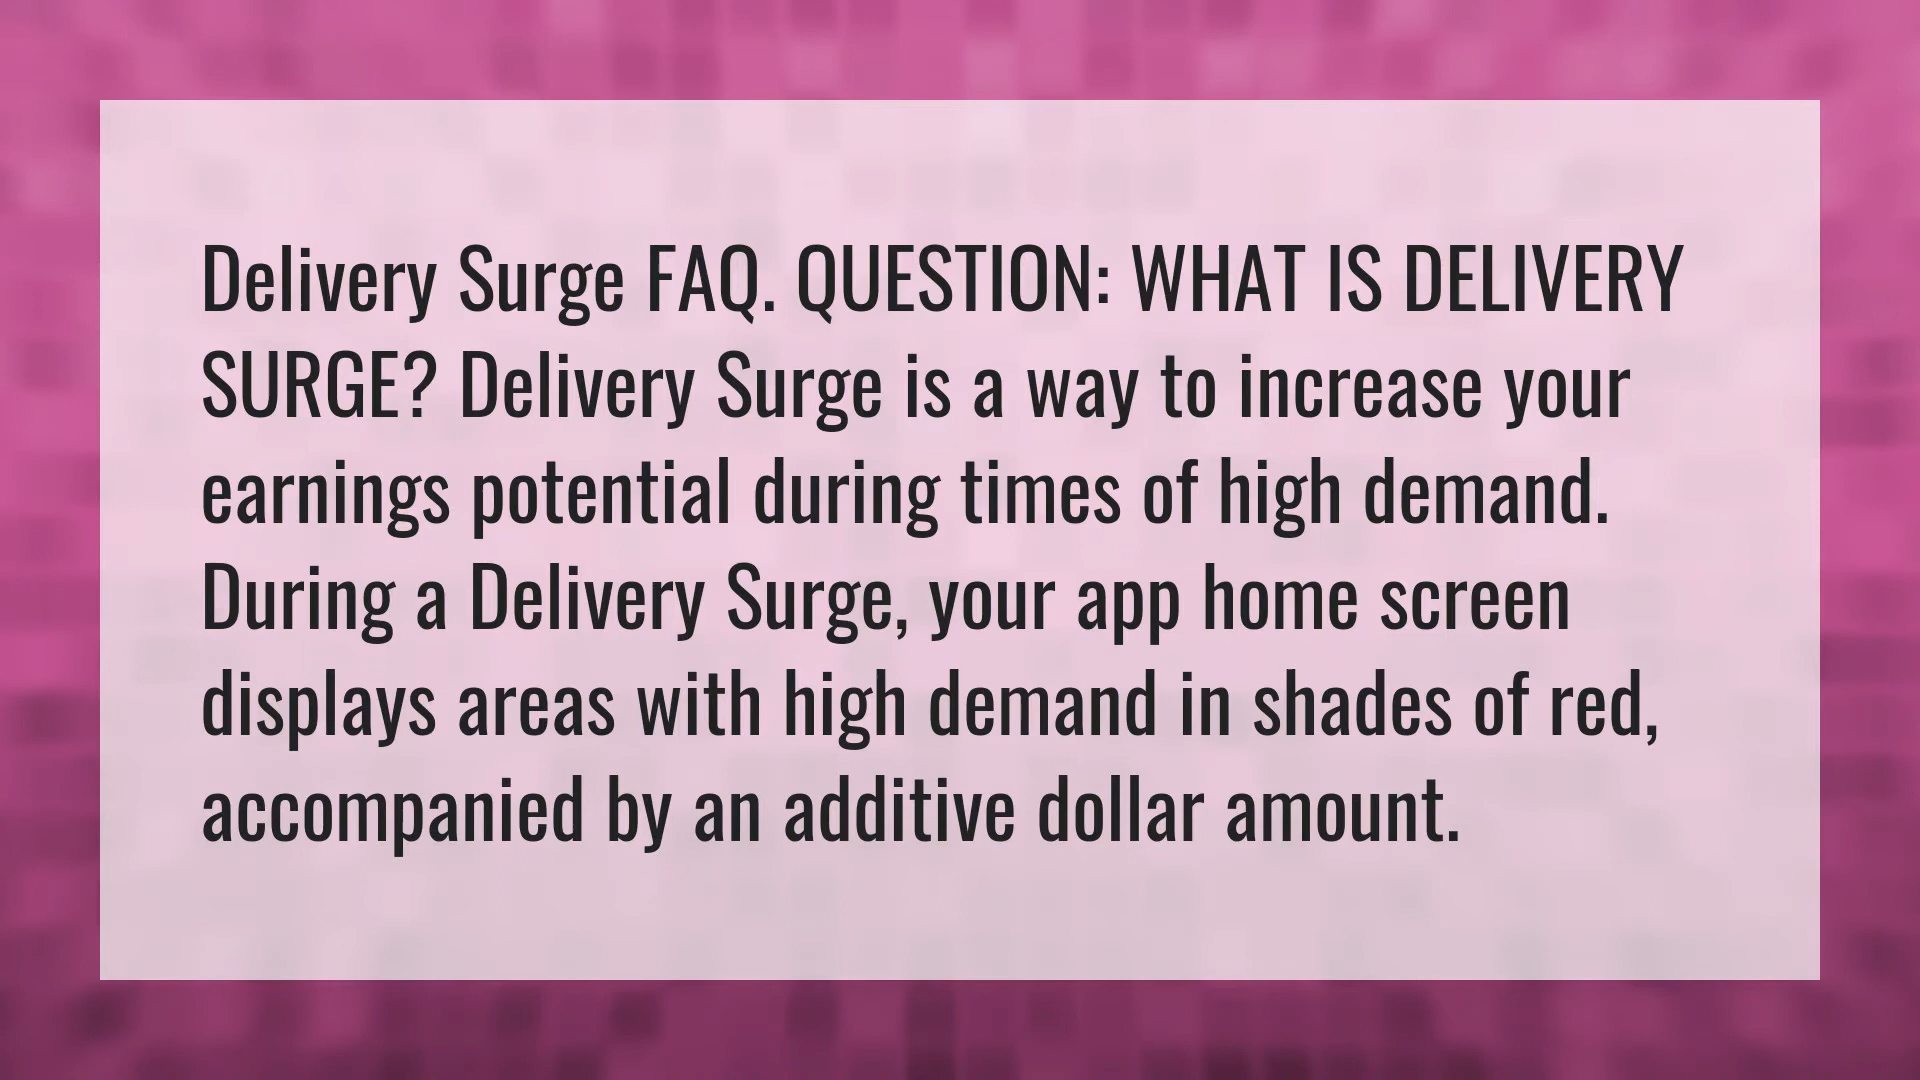 Delivery Surge FAQ. QUESTION: WHAT IS DELIVERY
SURGE? Delivery Surge is a way to increase your
earnings potential during times of high demand.
During a Delivery Surge, your app home screen
displays areas with high demand in shades of red,
accompanied by an additive dollar amount.